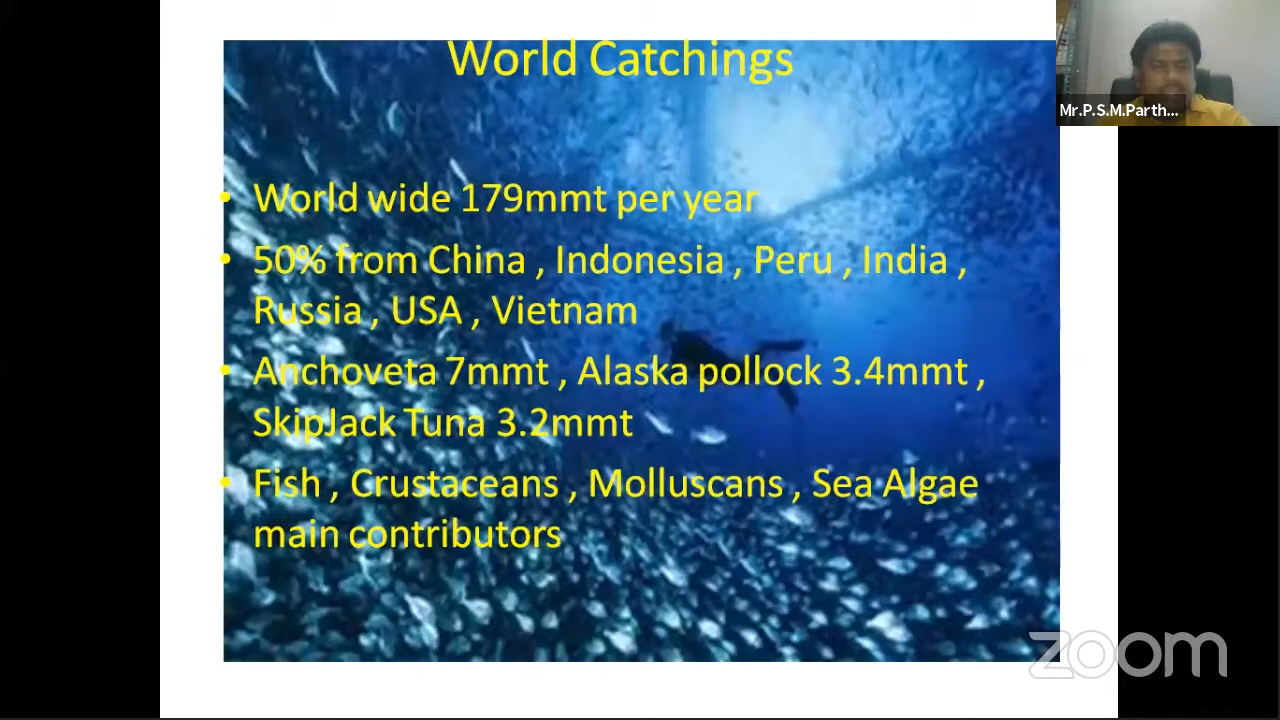 World Catchings
Mr.P.S.M.Parth...
• World wide 179mmt per year
• 50% from China , Indonesia , Peru , India ,
Russia , USA , Vietnam
• Anchoveta 7mmt , Alaska pollock 3.4mmt ,
SkipJack Tuna 3.2mmt
• Fish , Crustaceans , Molluscans , Sea Algae
main contributors
zoom